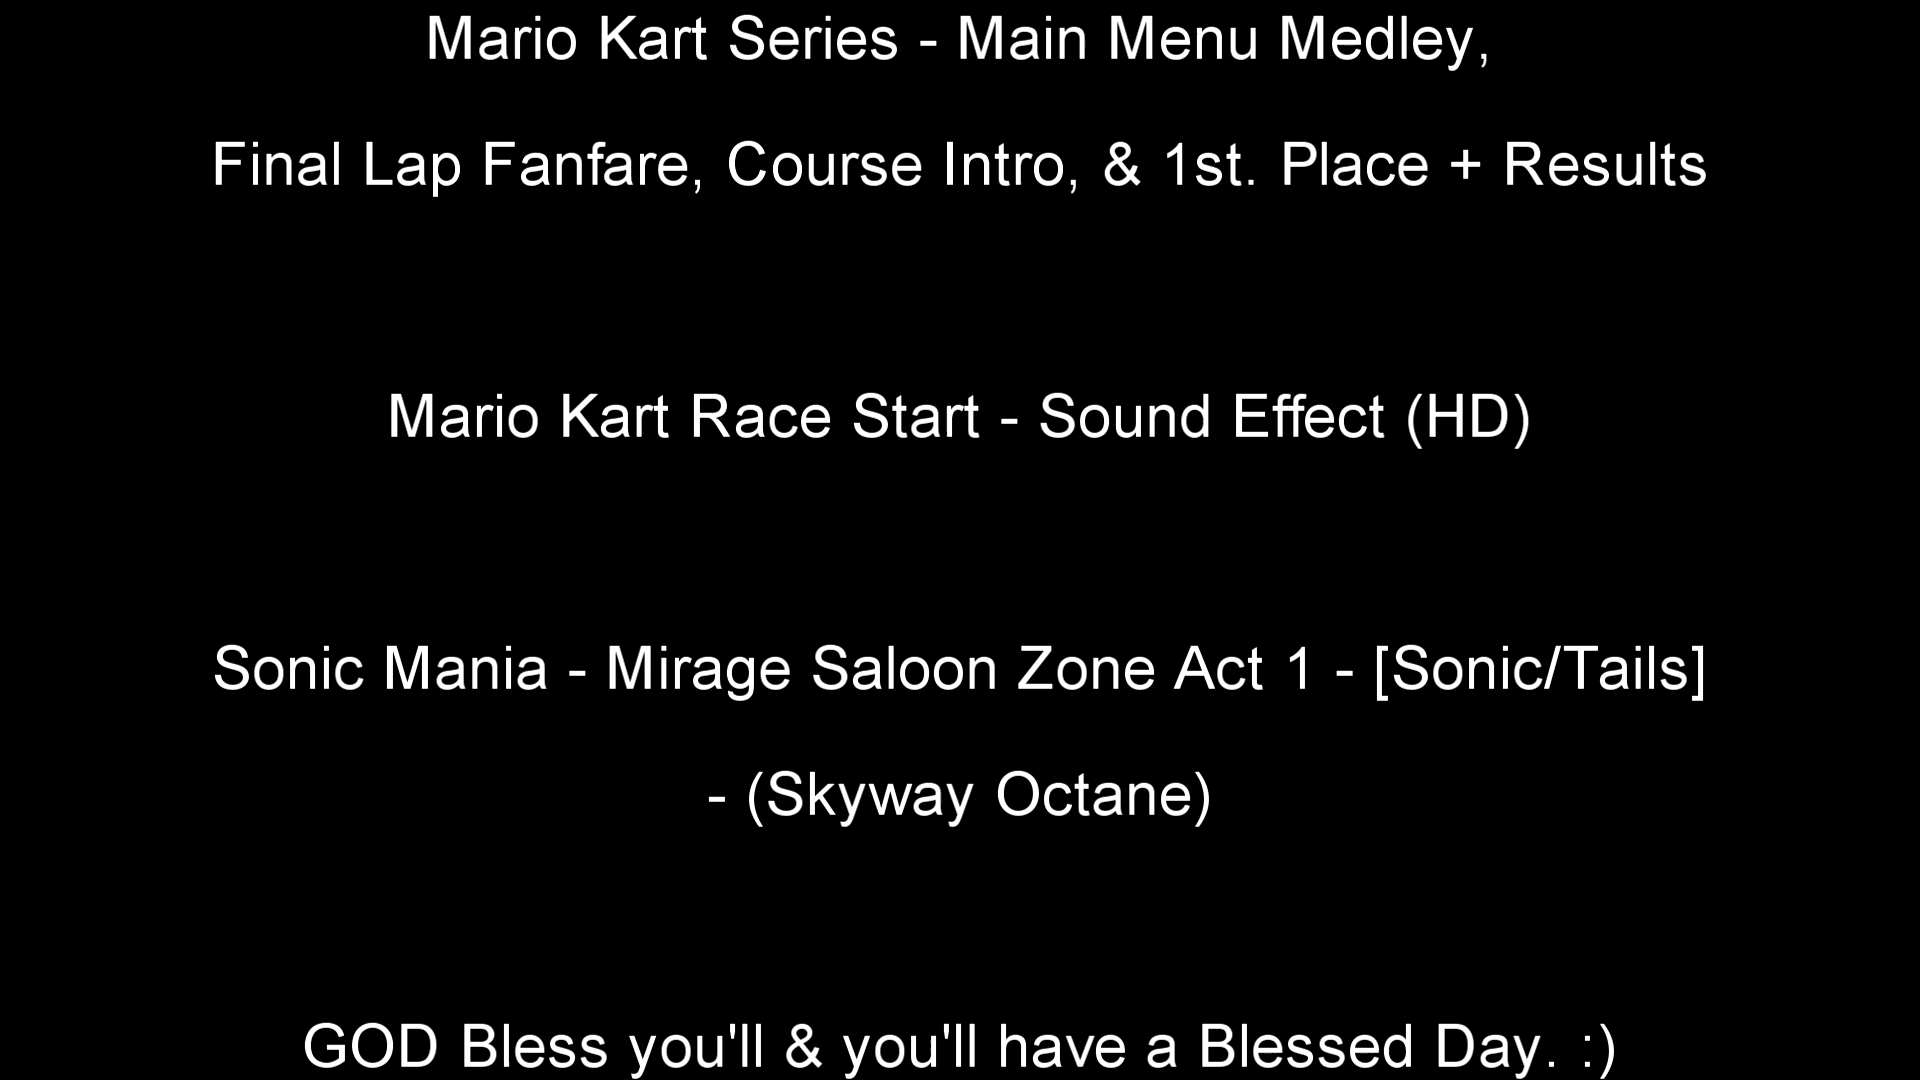 Mario Kart Series - Main Menu Medley,
Final Lap Fanfare, Course Intro, & 1st. Place + Results
Mario Kart Race Start - Sound Effect (HD)
Sonic Mania - Mirage Saloon Zone Act 1 - [Sonic/Tails]
- (Skyway Octane)
GOD Bless you'll & you'll have a Blessed Day. :)